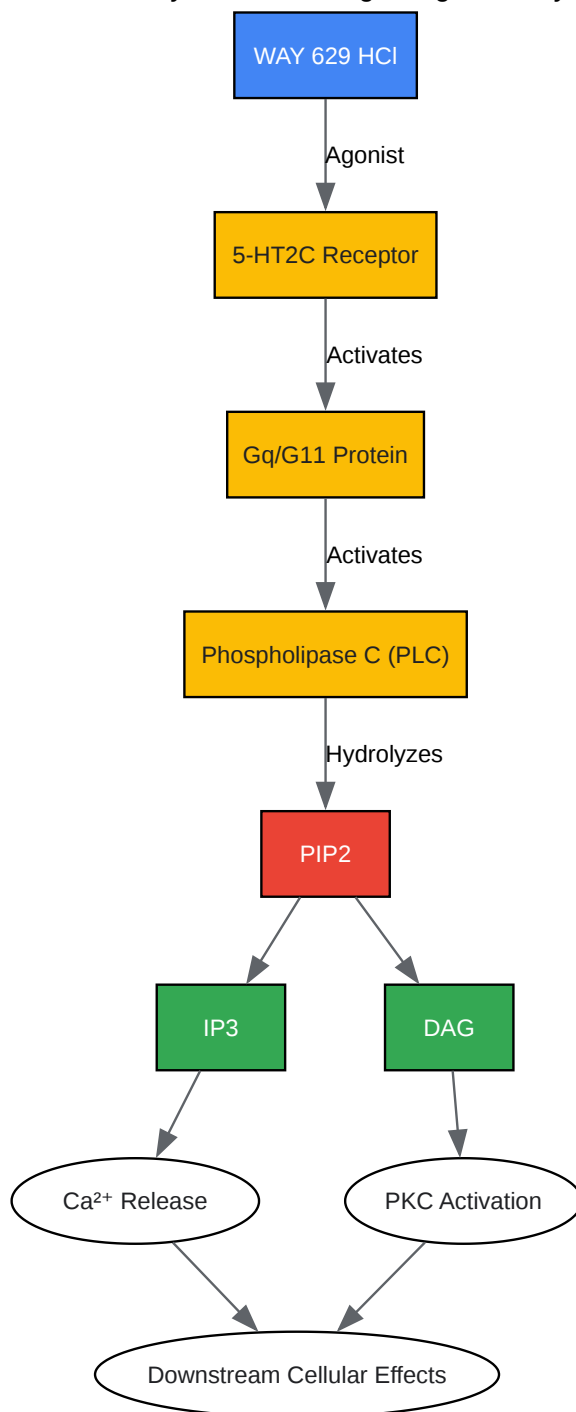 WAY 629 HCl
Agonist
5-HT2C Receptor
Activates
Gq/G11 Protein
Activates
Phospholipase C (PLC)
Hydrolyzes
PIP2
IP3
DAG
Ca²⁺ Release
PKC Activation
Downstream Cellular Effects